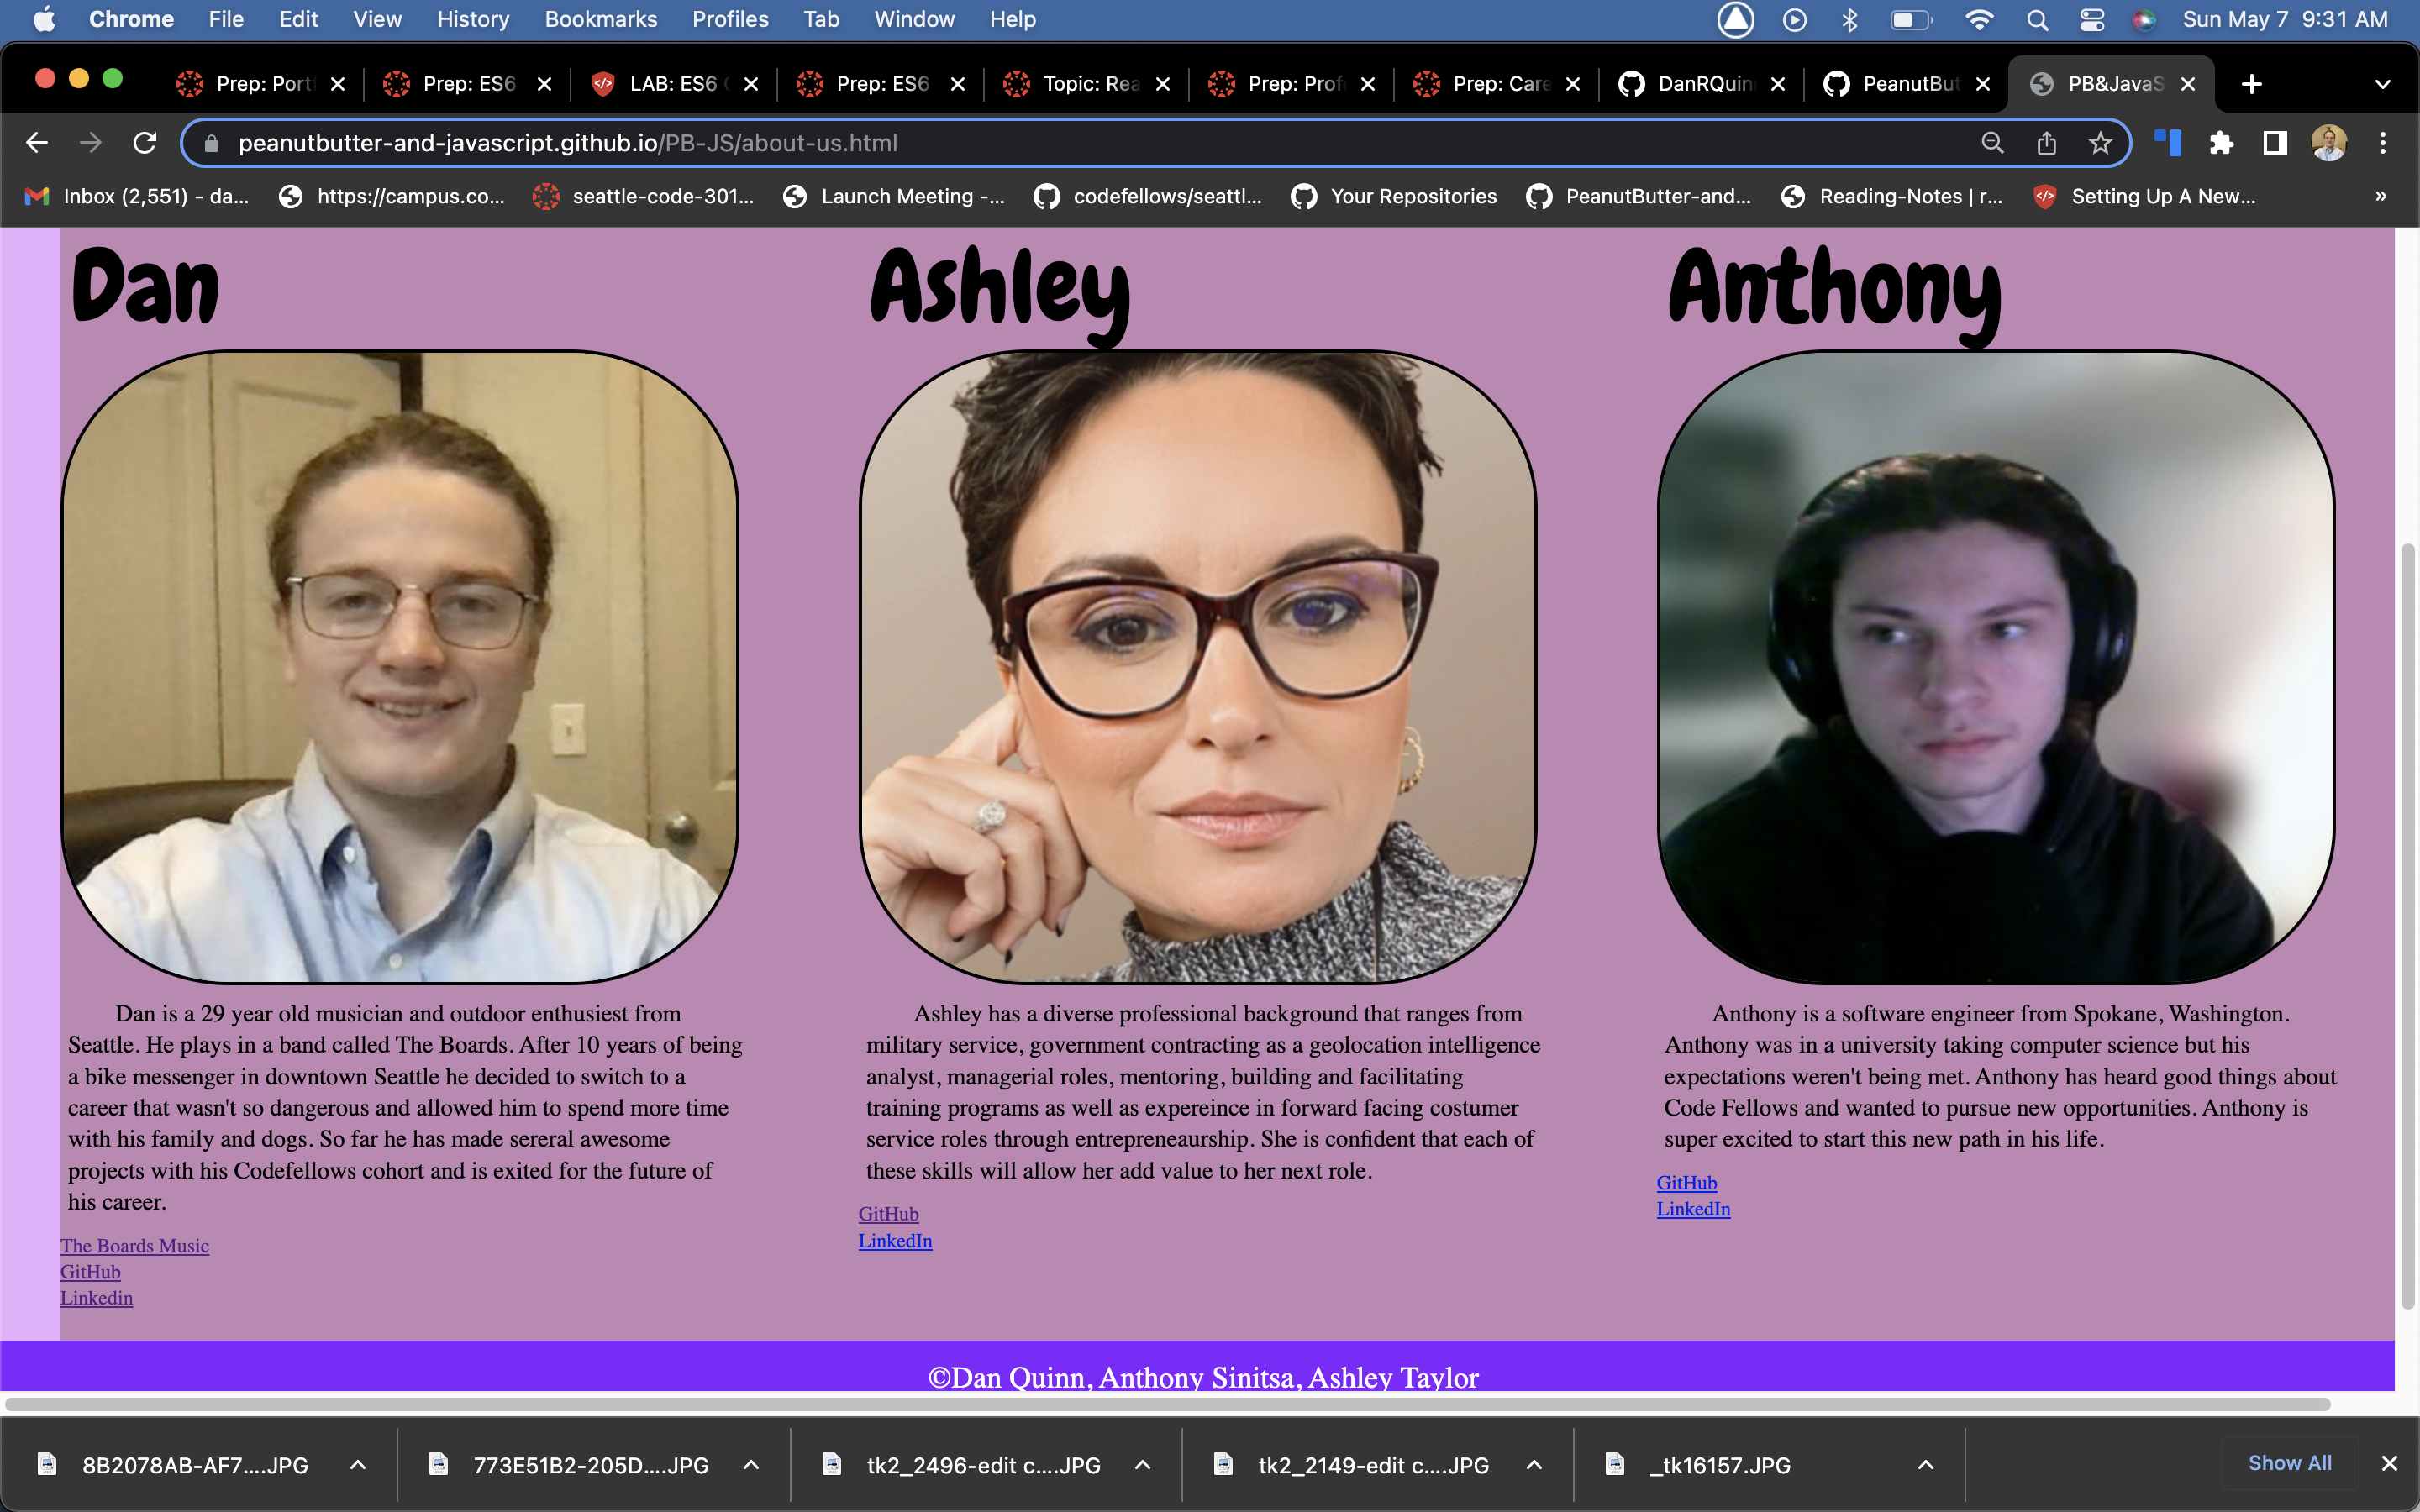 Chrome File Edit View History Bookmarks Profiles Tab Window Help Sun May 7 9:31 AM
Prep: Port Prep: ES6 LAB: ES6 Prep: ES6 Topic: Rea Prep: Prof Prep: Care DanRQuin PeanutBut PB&JavaS
peanutbutter-and-javascript.github.io/PB-JS/about-us.html
Inbox (2,551) - da... https://campus.co... seattle-code-301... Launch Meeting -... codefellows/seattl... Your Repositories PeanutButter-and... Reading-Notes | r... Setting Up A New... »
Dan
Dan is a 29 year old musician and outdoor enthusiest from
Seattle. He plays in a band called The Boards. After 10 years of being
a bike messenger in downtown Seattle he decided to switch to a
career that wasn't so dangerous and allowed him to spend more time
with his family and dogs. So far he has made sereral awesome
projects with his Codefellows cohort and is exited for the future of
his career.
The Boards Music
GitHub
Linkedin
Ashley
Ashley has a diverse professional background that ranges from
military service, government contracting as a geolocation intelligence
analyst, managerial roles, mentoring, building and facilitating
training programs as well as expereince in forward facing costumer
service roles through entrepreneaurship. She is confident that each of
these skills will allow her add value to her next role.
GitHub
LinkedIn
Anthony
Anthony is a software engineer from Spokane, Washington.
Anthony was in a university taking computer science but his
expectations weren't being met. Anthony has heard good things about
Code Fellows and wanted to pursue new opportunities. Anthony is
super excited to start this new path in his life.
GitHub
LinkedIn
©Dan Quinn, Anthony Sinitsa, Ashley Taylor
8B2078AB-AF7....JPG 773E51B2-205D....JPG tk2_2496-edit c....JPG tk2_2149-edit c....JPG _tk16157.JPG Show All